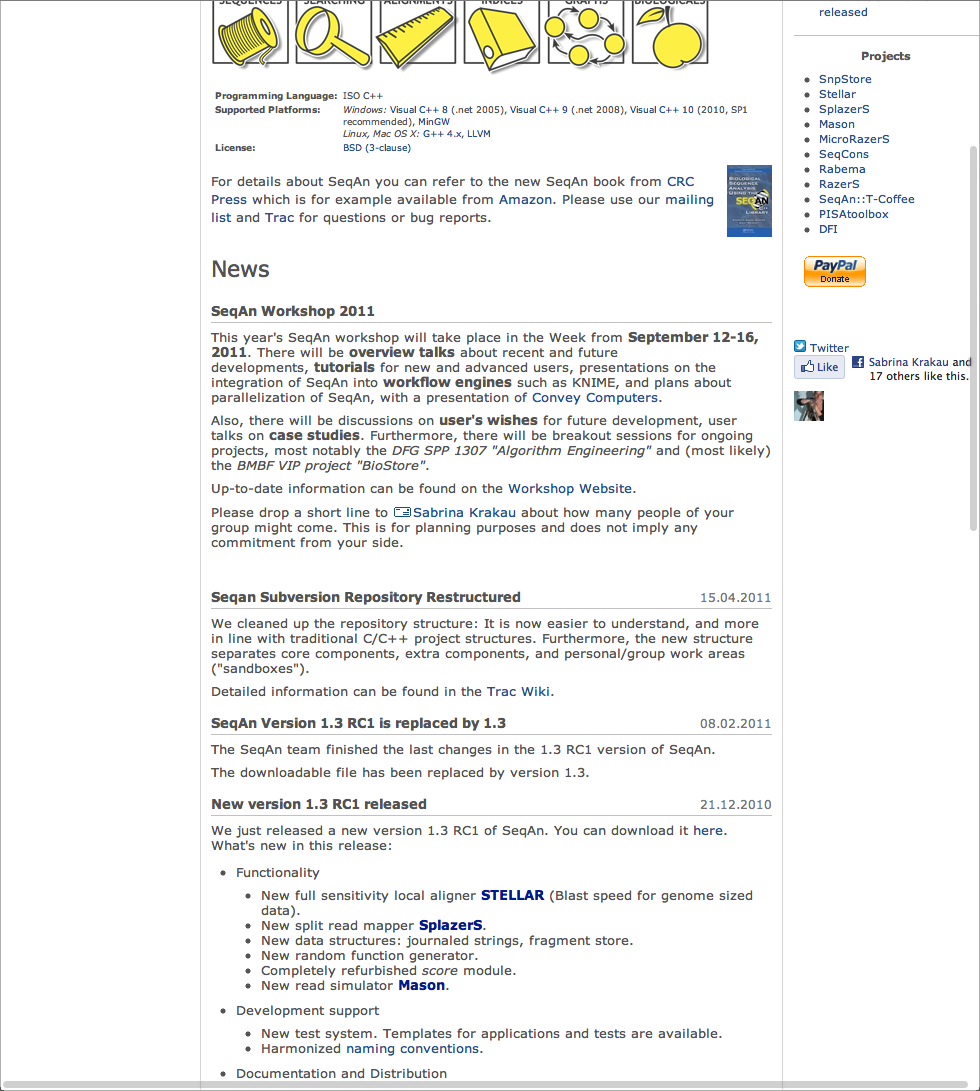 SEQUENCES SEARCHING ALIGNMENTS INDICES GRAPHS BIOLOGICALS
Programming Language: ISO C++
Supported Platforms: Windows: Visual C++ 8 (.net 2005), Visual C++ 9 (.net 2008), Visual C++ 10 (2010, SP1
recommended), MinGW
Linux, Mac OS X: G++ 4.x, LLVM
License: BSD (3-clause)
For details about SeqAn you can refer to the new SeqAn book from CRC
Press which is for example available from Amazon. Please use our mailing
list and Trac for questions or bug reports.
BIOLOGICAL
SEQUENCE
ANALYSIS
USING THE
SEQAN
C++
LIBRARY
News
SeqAn Workshop 2011
This year's SeqAn workshop will take place in the Week from September 12-16,
2011. There will be overview talks about recent and future
developments, tutorials for new and advanced users, presentations on the
integration of SeqAn into workflow engines such as KNIME, and plans about
parallelization of SeqAn, with a presentation of Convey Computers.
Also, there will be discussions on user's wishes for future development, user
talks on case studies. Furthermore, there will be breakout sessions for ongoing
projects, most notably the DFG SPP 1307 "Algorithm Engineering" and (most likely)
the BMBF VIP project "BioStore".
Up-to-date information can be found on the Workshop Website.
Please drop a short line to Sabrina Krakau about how many people of your
group might come. This is for planning purposes and does not imply any
commitment from your side.
Seqan Subversion Repository Restructured 15.04.2011
We cleaned up the repository structure: It is now easier to understand, and more
in line with traditional C/C++ project structures. Furthermore, the new structure
separates core components, extra components, and personal/group work areas
("sandboxes").
Detailed information can be found in the Trac Wiki.
SeqAn Version 1.3 RC1 is replaced by 1.3 08.02.2011
The SeqAn team finished the last changes in the 1.3 RC1 version of SeqAn.
The downloadable file has been replaced by version 1.3.
New version 1.3 RC1 released 21.12.2010
We just released a new version 1.3 RC1 of SeqAn. You can download it here.
What's new in this release:
• Functionality
• New full sensitivity local aligner STELLAR (Blast speed for genome sized
data).
• New split read mapper SplazerS.
• New data structures: journaled strings, fragment store.
• New random function generator.
• Completely refurbished score module.
• New read simulator Mason.
• Development support
• New test system. Templates for applications and tests are available.
• Harmonized naming conventions.
• Documentation and Distribution
released
Projects
• SnpStore
• Stellar
• SplazerS
• Mason
• MicroRazerS
• SeqCons
• Rabema
• RazerS
• SeqAn::T-Coffee
• PISAtoolbox
• DFI
PayPal
Donate
Twitter
Like
Sabrina Krakau and
17 others like this.